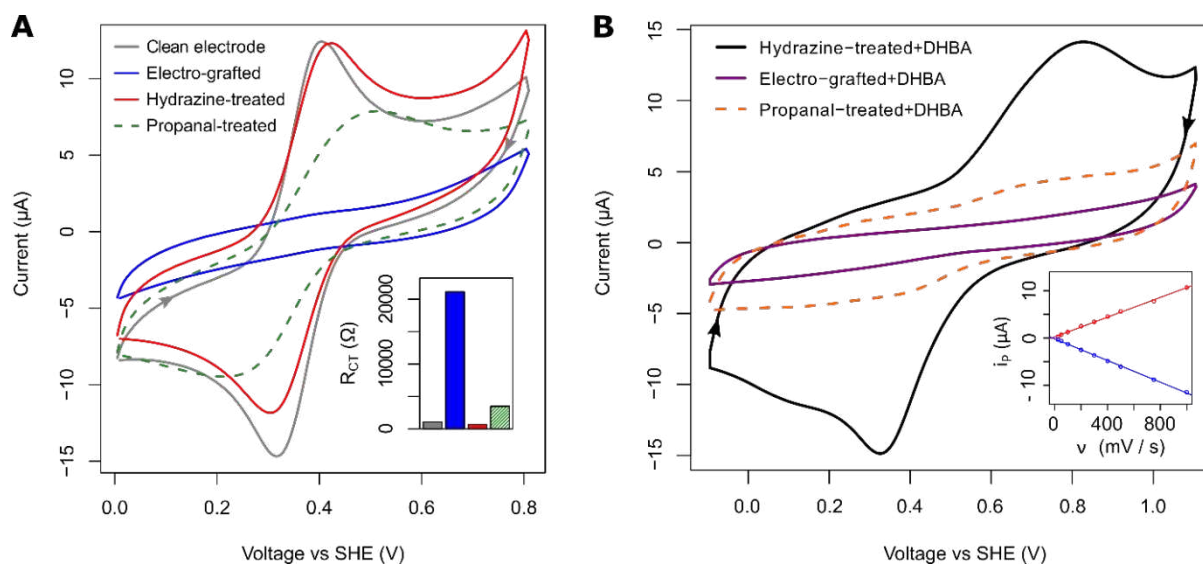 A
Clean electrode
Electro-grafted
Hydrazine-treated
Propanal-treated
Current (μA)
10
5
0
−5
−10
−15
0.0 0.2 0.4 0.6 0.8
Voltage vs SHE (V)
R_CT (Ω)
20000
10000
0
B
Hydrazine-treated+DHBA
Electro-grafted+DHBA
Propanal-treated+DHBA
Current (μA)
15
10
5
0
−5
−10
−15
0.0 0.2 0.4 0.6 0.8 1.0
Voltage vs SHE (V)
i_P (μA)
10
0
- 10
0 400 800
ν (mV / s)